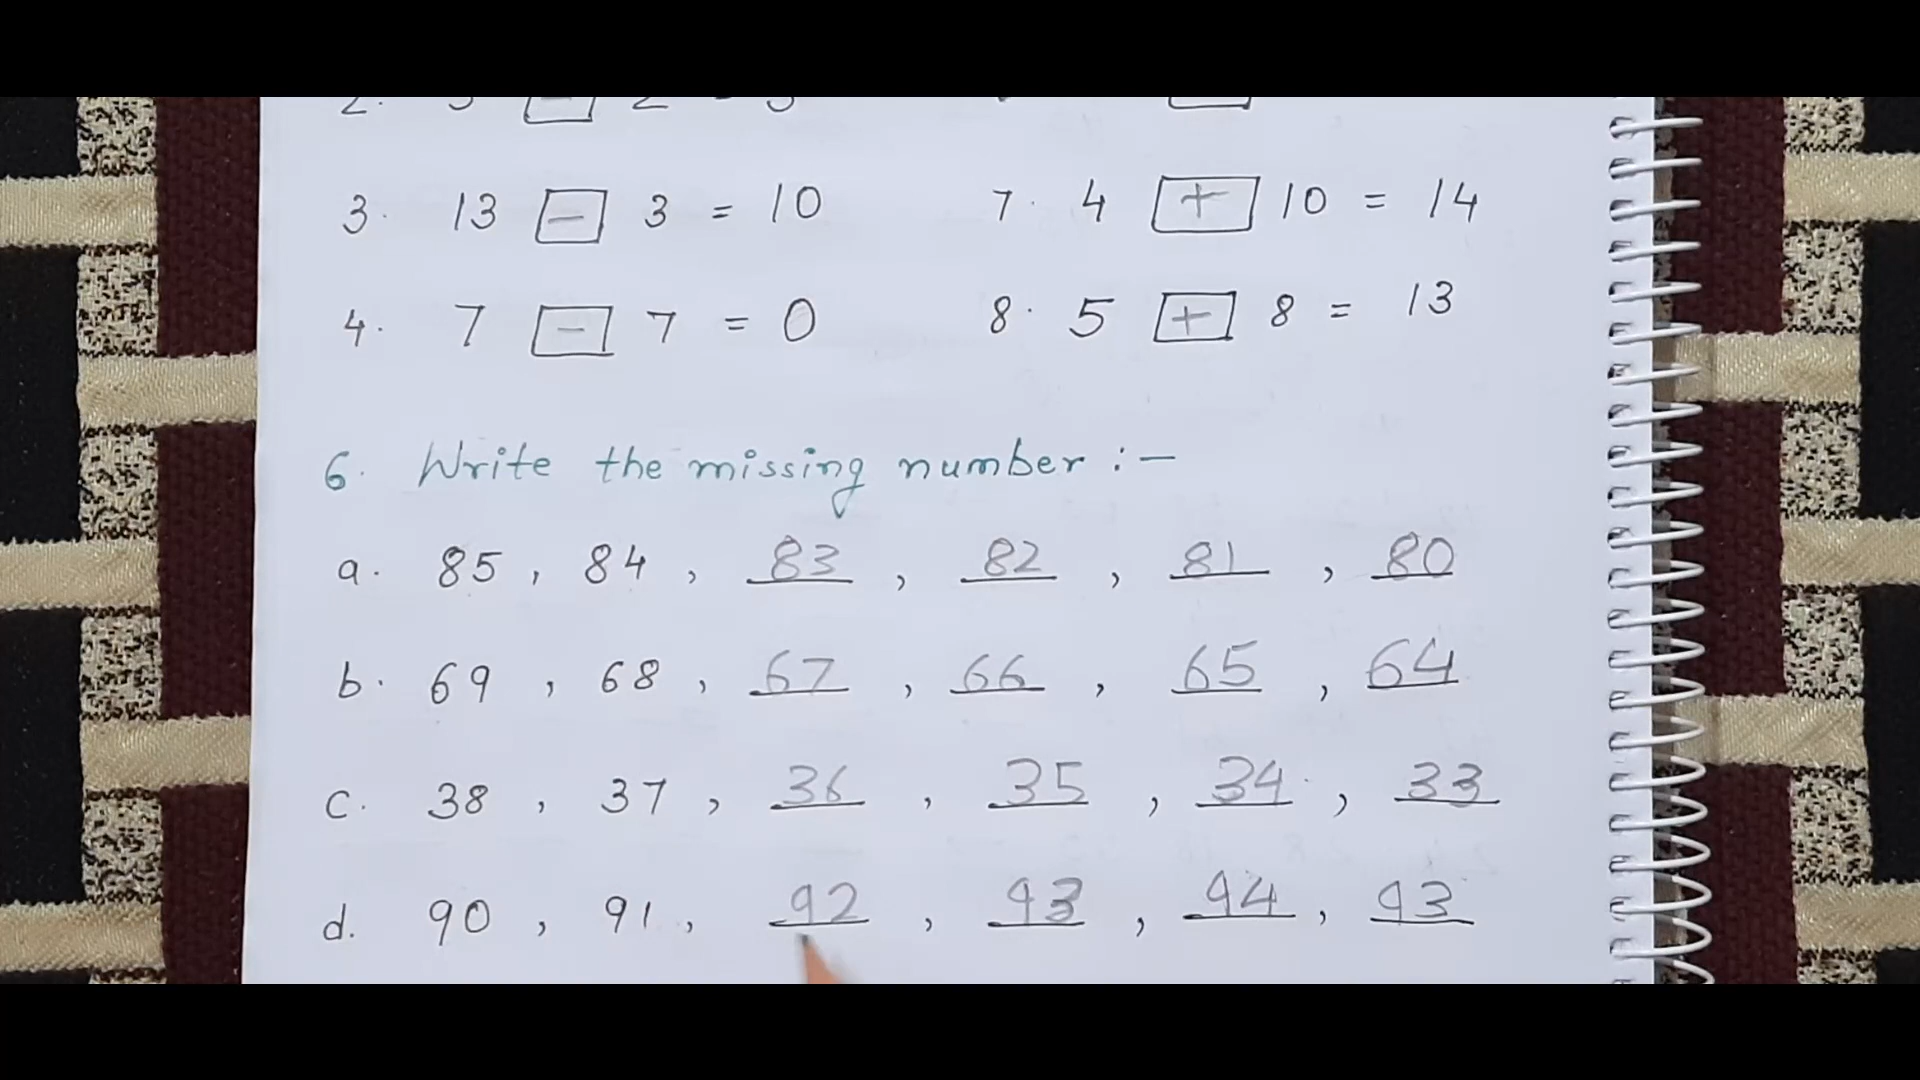 3. 13 - 3 = 10 7. 4 + 10 = 14
4. 7 - 7 = 0 8. 5 + 8 = 13
6. Write the missing number :-
a. 85 , 84 , 83 , 82 , 81 , 80
b. 69 , 68 , 67 , 66 , 65 , 64
c. 38 , 37 , 36 , 35 , 34 , 33
d. 90 , 91 , 92 , 93 , 94 , 93